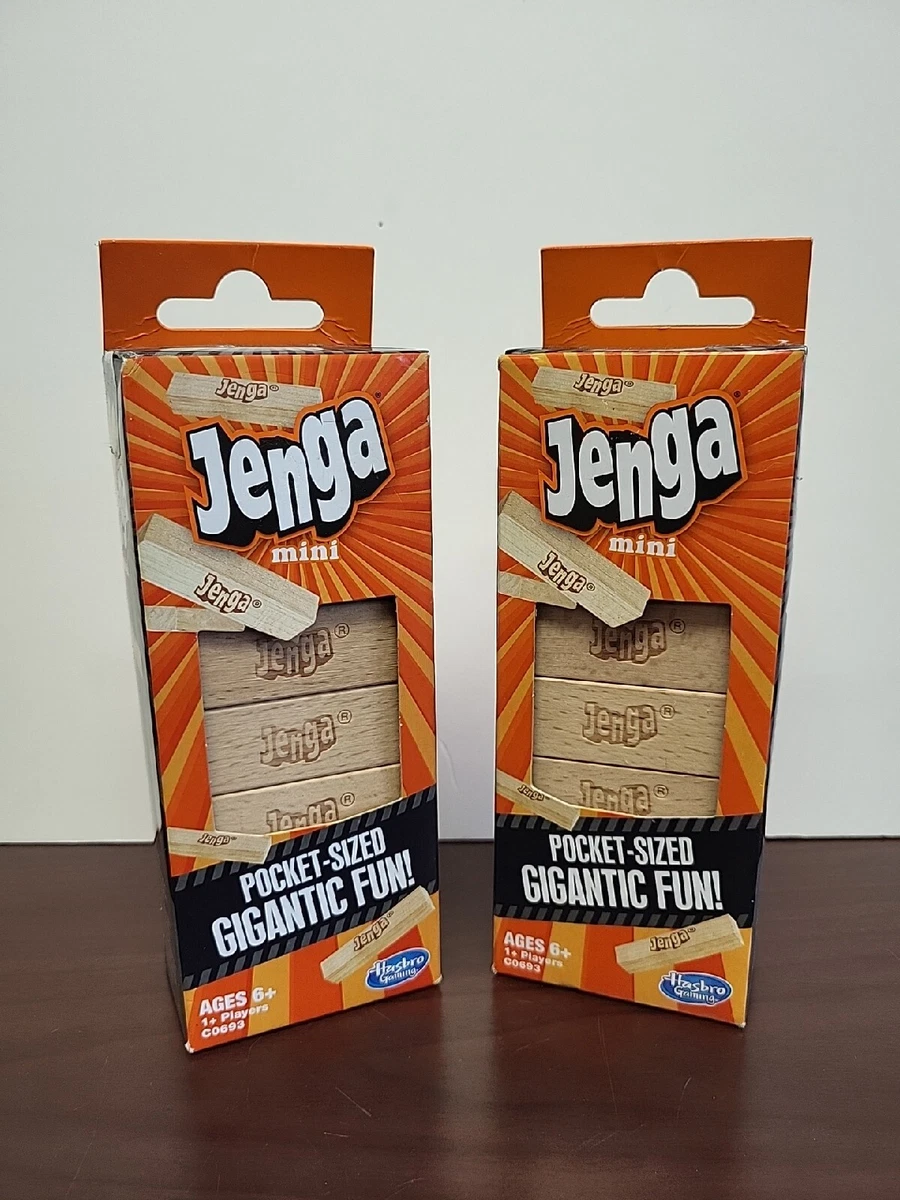 Jenga®
Jenga®
mini
Jenga®
Jenga®
Jenga®
Jenga®
Jenga®
POCKET-SIZED
GIGANTIC FUN!
Jenga®
AGES 6+
1+ Players
C0693
Hasbro
Gaming
Jenga®
Jenga®
mini
Jenga®
Jenga®
Jenga®
Jenga®
Jenga®
POCKET-SIZED
GIGANTIC FUN!
Jenga®
AGES 6+
1+ Players
C0693
Hasbro
Gaming